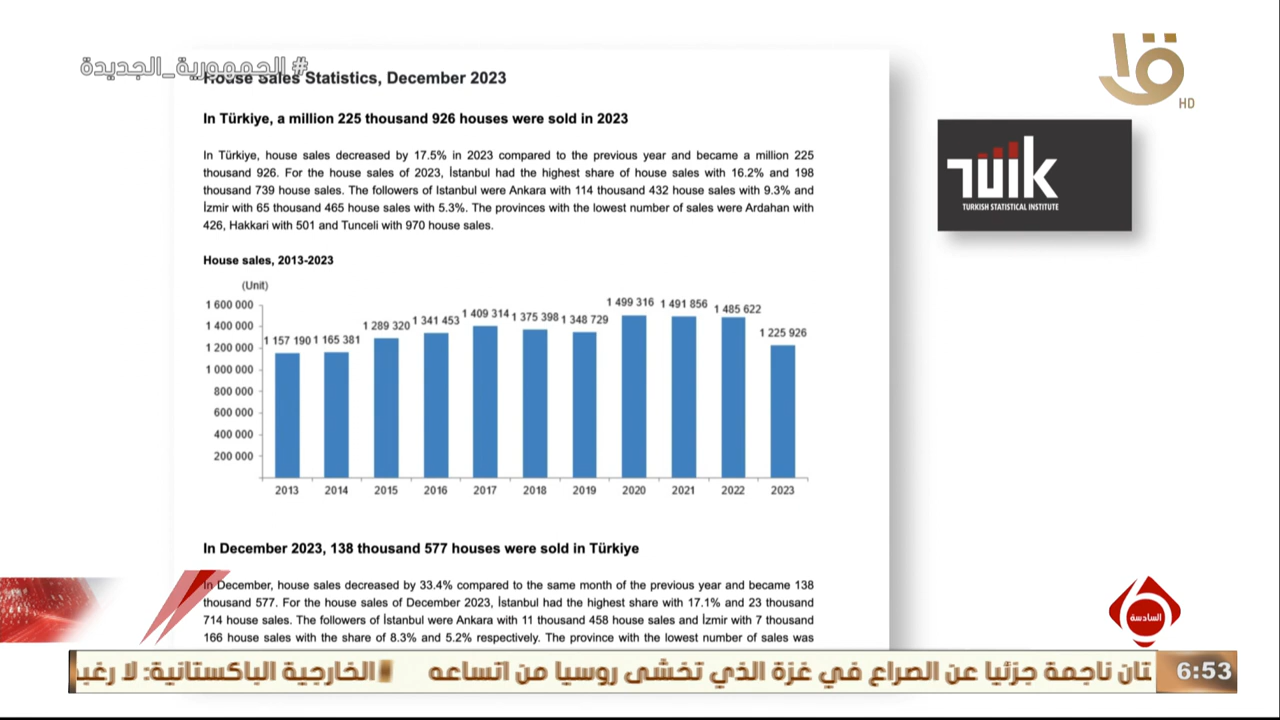 #الجمهورية_الجديدة
HD
House Sales Statistics, December 2023
In Türkiye, a million 225 thousand 926 houses were sold in 2023
In Türkiye, house sales decreased by 17.5% in 2023 compared to the previous year and became a million 225
thousand 926. For the house sales of 2023, İstanbul had the highest share of house sales with 16.2% and 198
thousand 739 house sales. The followers of Istanbul were Ankara with 114 thousand 432 house sales with 9.3% and
İzmir with 65 thousand 465 house sales with 5.3%. The provinces with the lowest number of sales were Ardahan with
426, Hakkari with 501 and Tunceli with 970 house sales.
TÜİK
TURKISH STATISTICAL INSTITUTE
House sales, 2013-2023
(Unit)
1 600 000
1 400 000
1 200 000
1 000 000
800 000
600 000
400 000
200 000
1 157 190 1 165 381 1 289 320 1 341 453 1 409 314 1 375 398 1 348 729 1 499 316 1 491 856 1 485 622 1 225 926
2013 2014 2015 2016 2017 2018 2019 2020 2021 2022 2023
In December 2023, 138 thousand 577 houses were sold in Türkiye
In December, house sales decreased by 33.4% compared to the same month of the previous year and became 138
thousand 577. For the house sales of December 2023, İstanbul had the highest share with 17.1% and 23 thousand
714 house sales. The followers of İstanbul were Ankara with 11 thousand 458 house sales and İzmir with 7 thousand
166 house sales with the share of 8.3% and 5.2% respectively. The province with the lowest number of sales was
السادسة
تان ناجمة جزئيا عن الصراع في غزة الذي تخشى روسيا من اتساعه
الخارجية الباكستانية: لا رغب
6:53